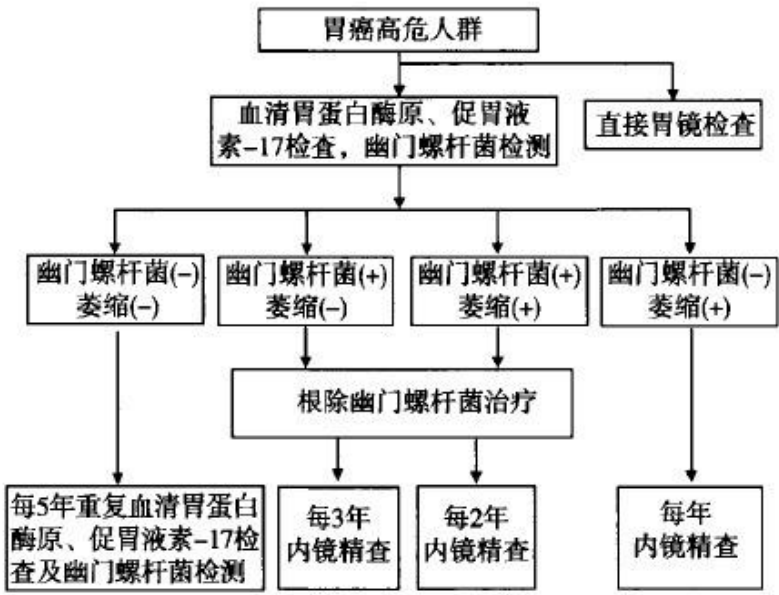 胃癌高危人群
血清胃蛋白酶原、促胃液
素-17检查，幽门螺杆菌检测
直接胃镜检查
幽门螺杆菌(-)
萎缩(-)
幽门螺杆菌(+)
萎缩(-)
幽门螺杆菌(+)
萎缩(+)
幽门螺杆菌(-)
萎缩(+)
根除幽门螺杆菌治疗
每5年重复血清胃蛋白
酶原、促胃液素-17检
查及幽门螺杆菌检测
每3年
内镜精查
每2年
内镜精查
每年
内镜精查